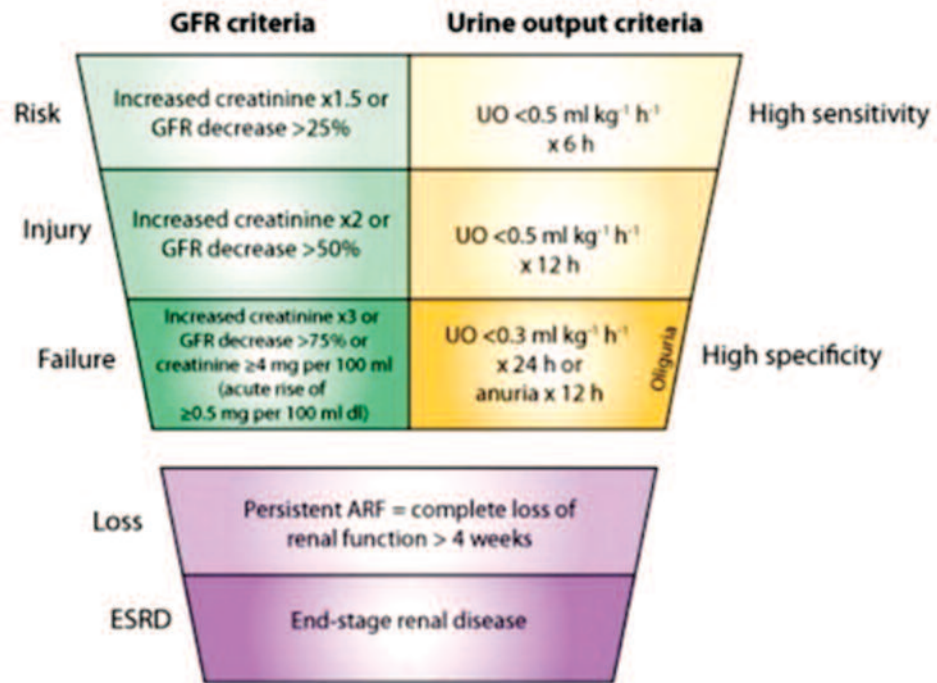 GFR criteria
Urine output criteria
Risk
Increased creatinine x1.5 or
GFR decrease >25%
UO <0.5 ml kg⁻¹ h⁻¹
x 6 h
High sensitivity
Injury
Increased creatinine x2 or
GFR decrease >50%
UO <0.5 ml kg⁻¹ h⁻¹
x 12 h
Failure
Increased creatinine x3 or
GFR decrease >75% or
creatinine ≥4 mg per 100 ml
(acute rise of
≥0.5 mg per 100 ml dl)
UO <0.3 ml kg⁻¹ h⁻¹
x 24 h or
anuria x 12 h
Oliguria
High specificity
Loss
Persistent ARF = complete loss of
renal function > 4 weeks
ESRD
End-stage renal disease